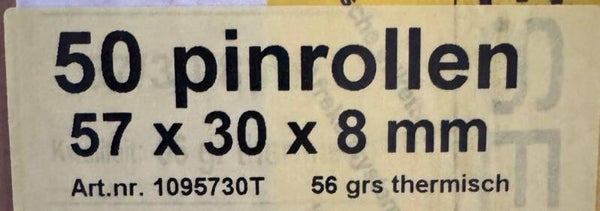 50 pinrollen
57 x 30 x 8 mm
Art.nr. 1095730T 56 grs thermisch